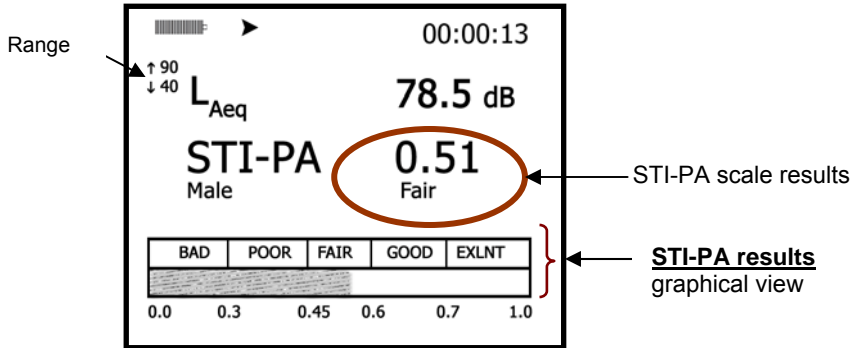 00:00:13
Range
↑ 90
↓ 40
LAeq
78.5 dB
STI-PA
0.51
Male
Fair
STI-PA scale results
BAD POOR FAIR GOOD EXLNT
STI-PA results
graphical view
0.0 0.3 0.45 0.6 0.7 1.0